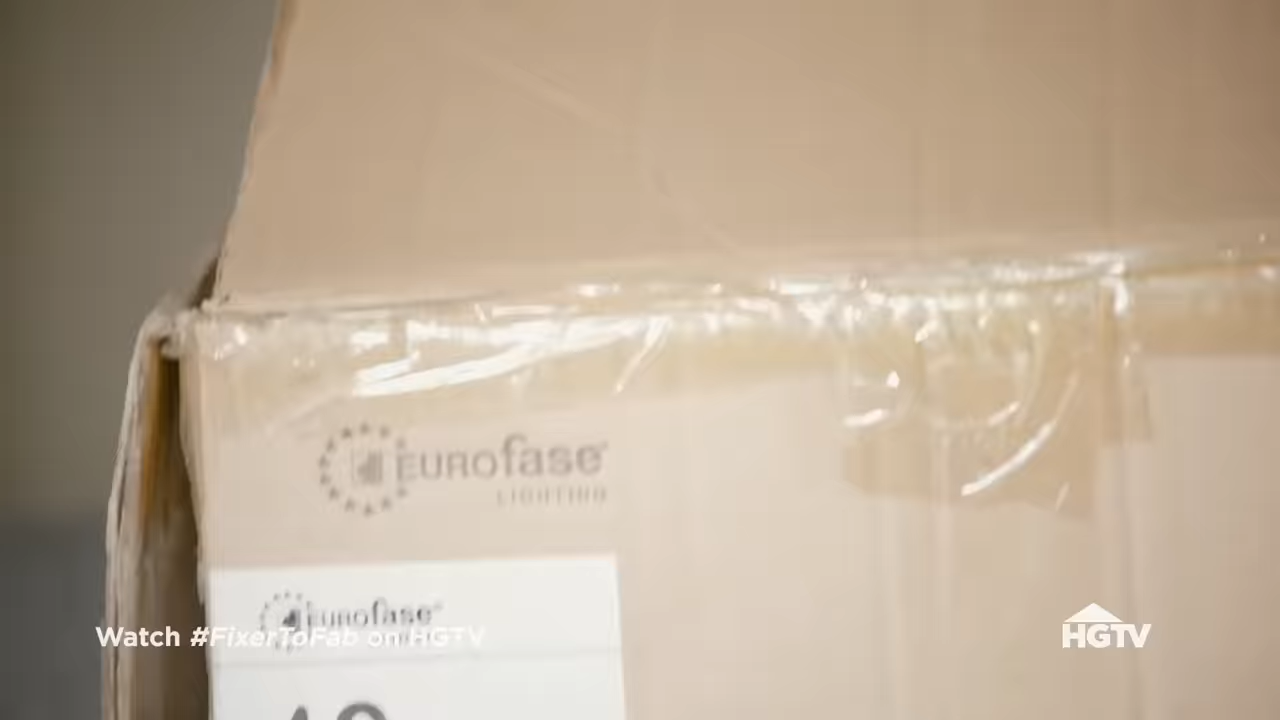 EUROfase
LIGHTING
EUROfase
Watch #FixerToFab on HGTV
HGTV